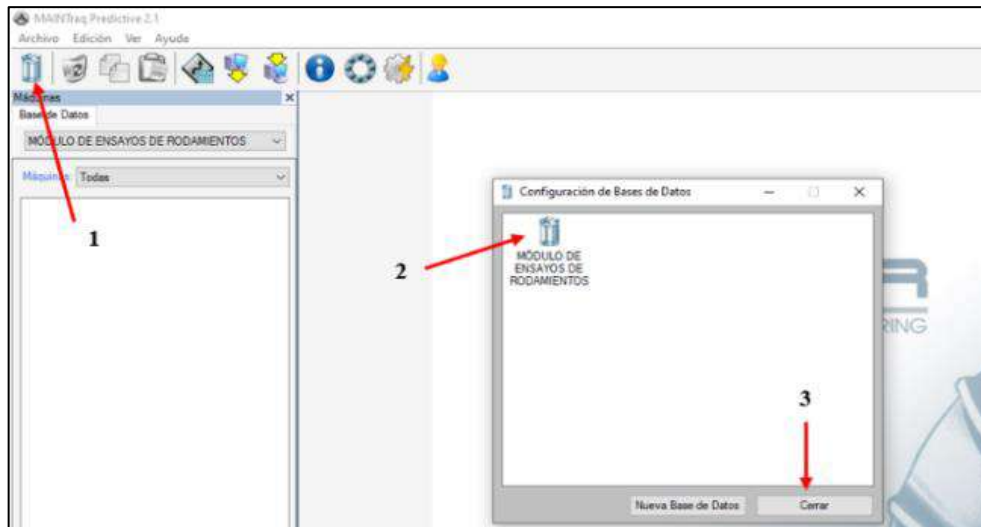 MAINTraq Predictive 2.1
Archivo Edición Ver Ayuda
Máquinas
Base de Datos
MÓDULO DE ENSAYOS DE RODAMIENTOS
Máquinas: Todas
1
Configuración de Bases de Datos
2
MÓDULO DE
ENSAYOS DE
RODAMIENTOS
RING
3
Nueva Base de Datos
Cerrar